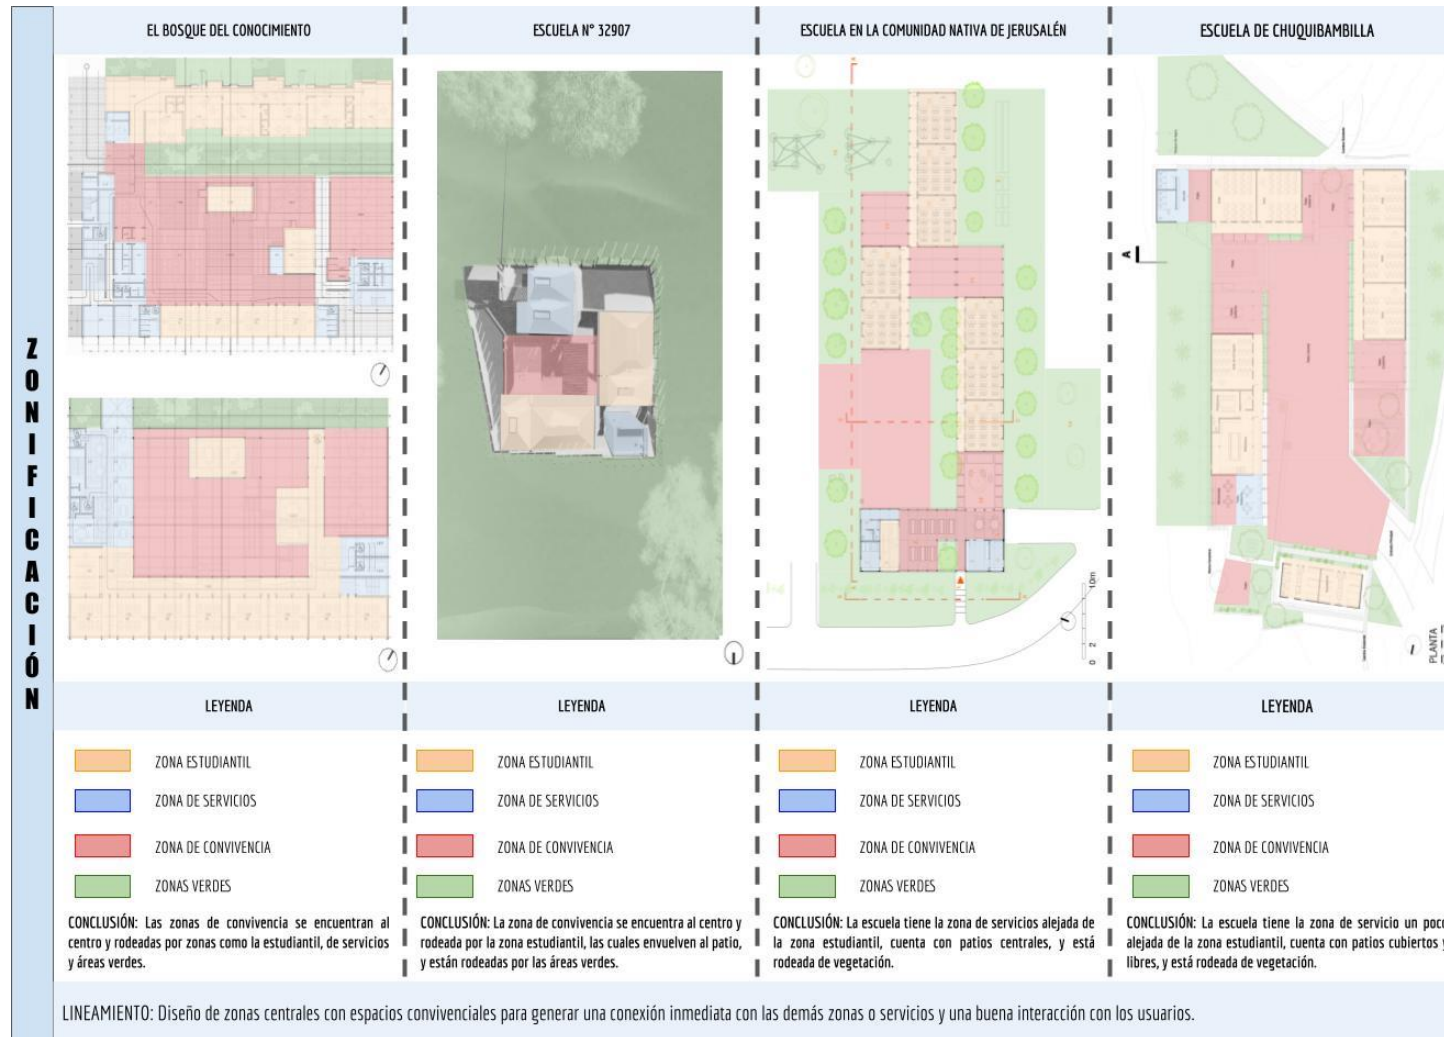 ZONIFICACIÓN
EL BOSQUE DEL CONOCIMIENTO
ESCUELA N° 32907
ESCUELA EN LA COMUNIDAD NATIVA DE JERUSALÉN
ESCUELA DE CHUQUIBAMBILLA
A
0 2 10m
PLANTA
LEYENDA
ZONA ESTUDIANTIL
ZONA DE SERVICIOS
ZONA DE CONVIVENCIA
ZONAS VERDES
CONCLUSIÓN: Las zonas de convivencia se encuentran al
centro y rodeadas por zonas como la estudiantil, de servicios
y áreas verdes.
LEYENDA
ZONA ESTUDIANTIL
ZONA DE SERVICIOS
ZONA DE CONVIVENCIA
ZONAS VERDES
CONCLUSIÓN: La zona de convivencia se encuentra al centro y
rodeada por la zona estudiantil, las cuales envuelven al patio,
y están rodeadas por las áreas verdes.
LEYENDA
ZONA ESTUDIANTIL
ZONA DE SERVICIOS
ZONA DE CONVIVENCIA
ZONAS VERDES
CONCLUSIÓN: La escuela tiene la zona de servicios alejada de
la zona estudiantil, cuenta con patios centrales, y está
rodeada de vegetación.
LEYENDA
ZONA ESTUDIANTIL
ZONA DE SERVICIOS
ZONA DE CONVIVENCIA
ZONAS VERDES
CONCLUSIÓN: La escuela tiene la zona de servicio un poco
alejada de la zona estudiantil, cuenta con patios cubiertos y
libres, y está rodeada de vegetación.
LINEAMIENTO: Diseño de zonas centrales con espacios convivenciales para generar una conexión inmediata con las demás zonas o servicios y una buena interacción con los usuarios.